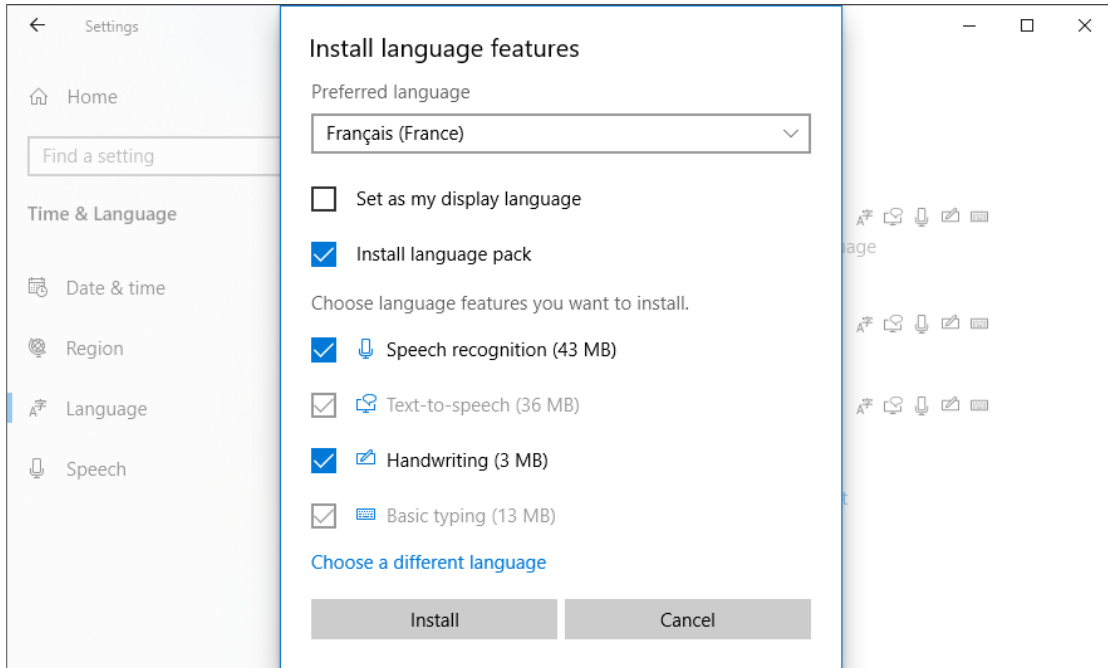 Settings
Home
Find a setting
Time & Language
Date & time
Region
Language
Speech
Install language features
Preferred language
Français (France)
Set as my display language
Install language pack
Choose language features you want to install.
Speech recognition (43 MB)
Text-to-speech (36 MB)
Handwriting (3 MB)
Basic typing (13 MB)
Choose a different language
Install
Cancel